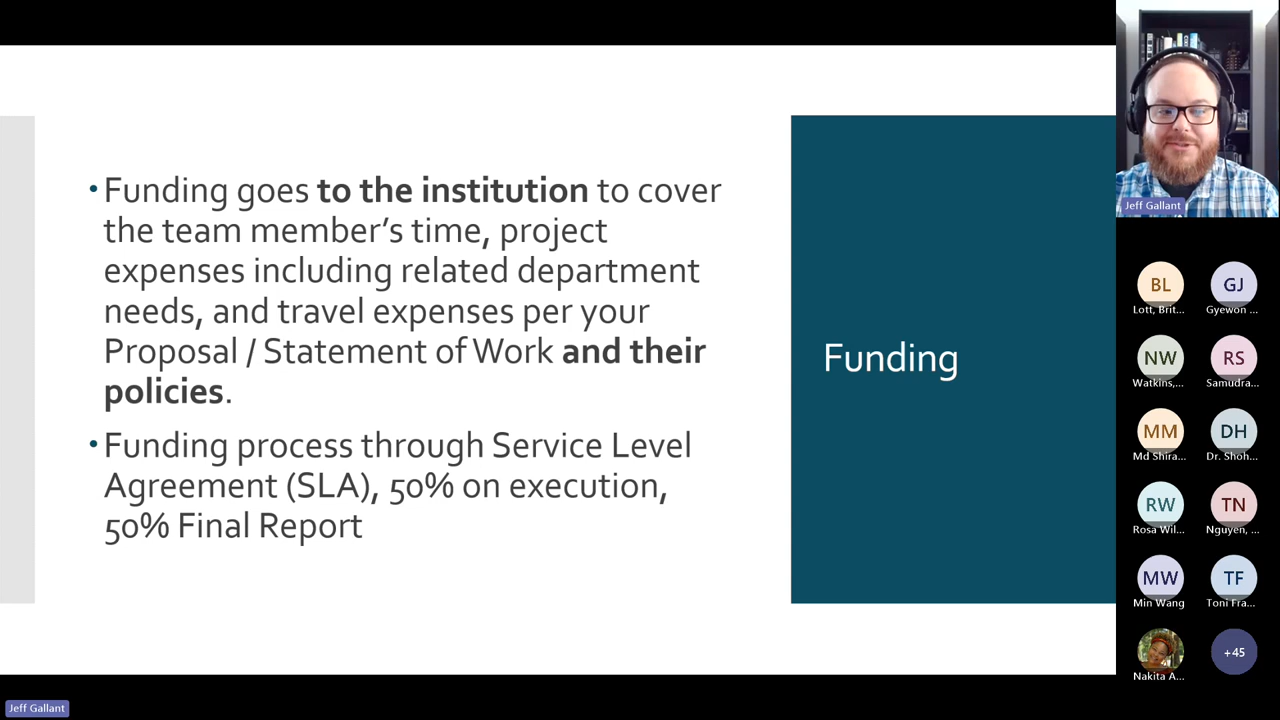 • Funding goes to the institution to cover
the team member’s time, project
expenses including related department
needs, and travel expenses per your
Proposal / Statement of Work and their
policies.
• Funding process through Service Level
Agreement (SLA), 50% on execution,
50% Final Report
Funding
Jeff Gallant
BL
GJ
Lott, Brit...
Gyewon ...
NW
RS
Watkins,...
Samudra...
MM
DH
Md Shira...
Dr. Shoh...
RW
TN
Rosa Wil...
Nguyen, ...
MW
TF
Min Wang
Toni Fra...
+45
Nakita A...
Jeff Gallant